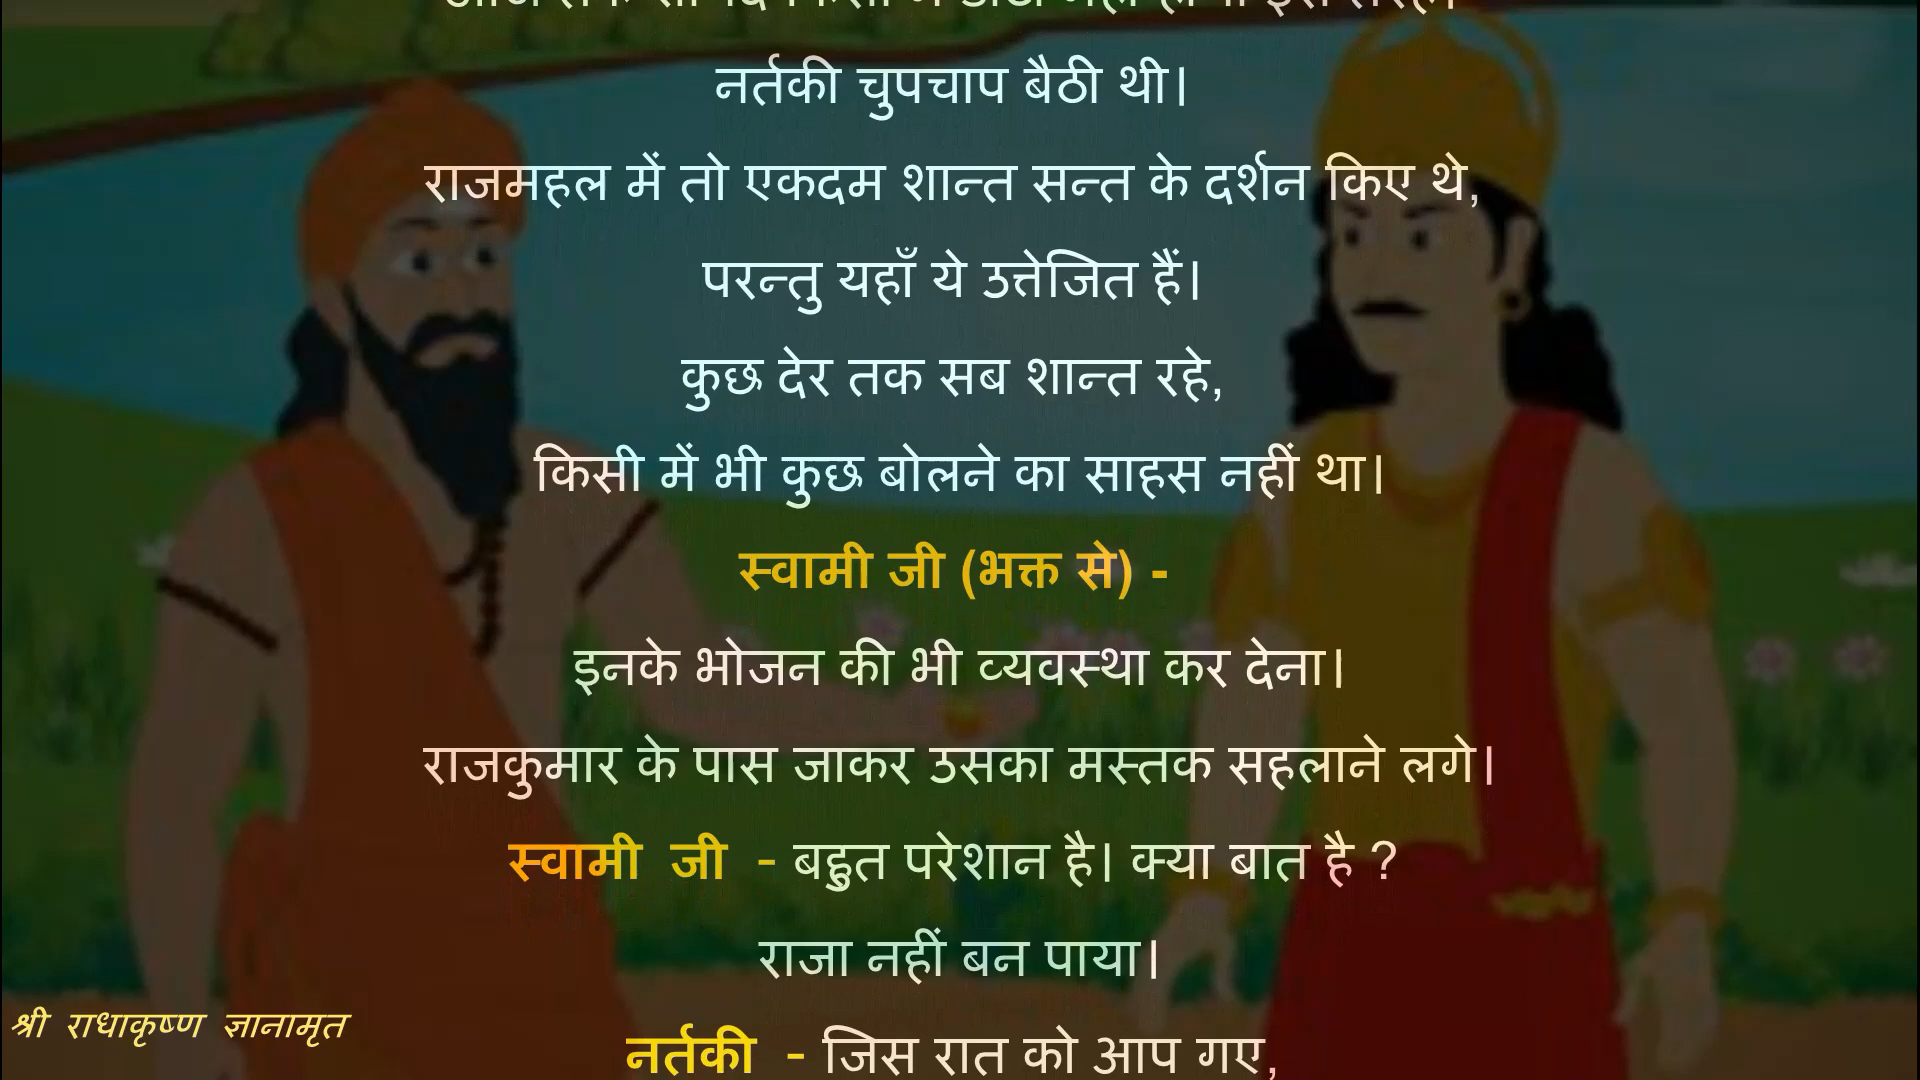 नर्तकी चुपचाप बैठी थी।
राजमहल में तो एकदम शान्त सन्त के दर्शन किए थे,
परन्तु यहाँ ये उत्तेजित हैं।
कुछ देर तक सब शान्त रहे,
किसी में भी कुछ बोलने का साहस नहीं था।
स्वामी जी (भक्त से) -
इनके भोजन की भी व्यवस्था कर देना।
राजकुमार के पास जाकर उसका मस्तक सहलाने लगे।
स्वामी जी - बहुत परेशान है। क्या बात है ?
राजा नहीं बन पाया।
श्री राधाकृष्ण ज्ञानामृत
नर्तकी - जिस रात को आप गए,